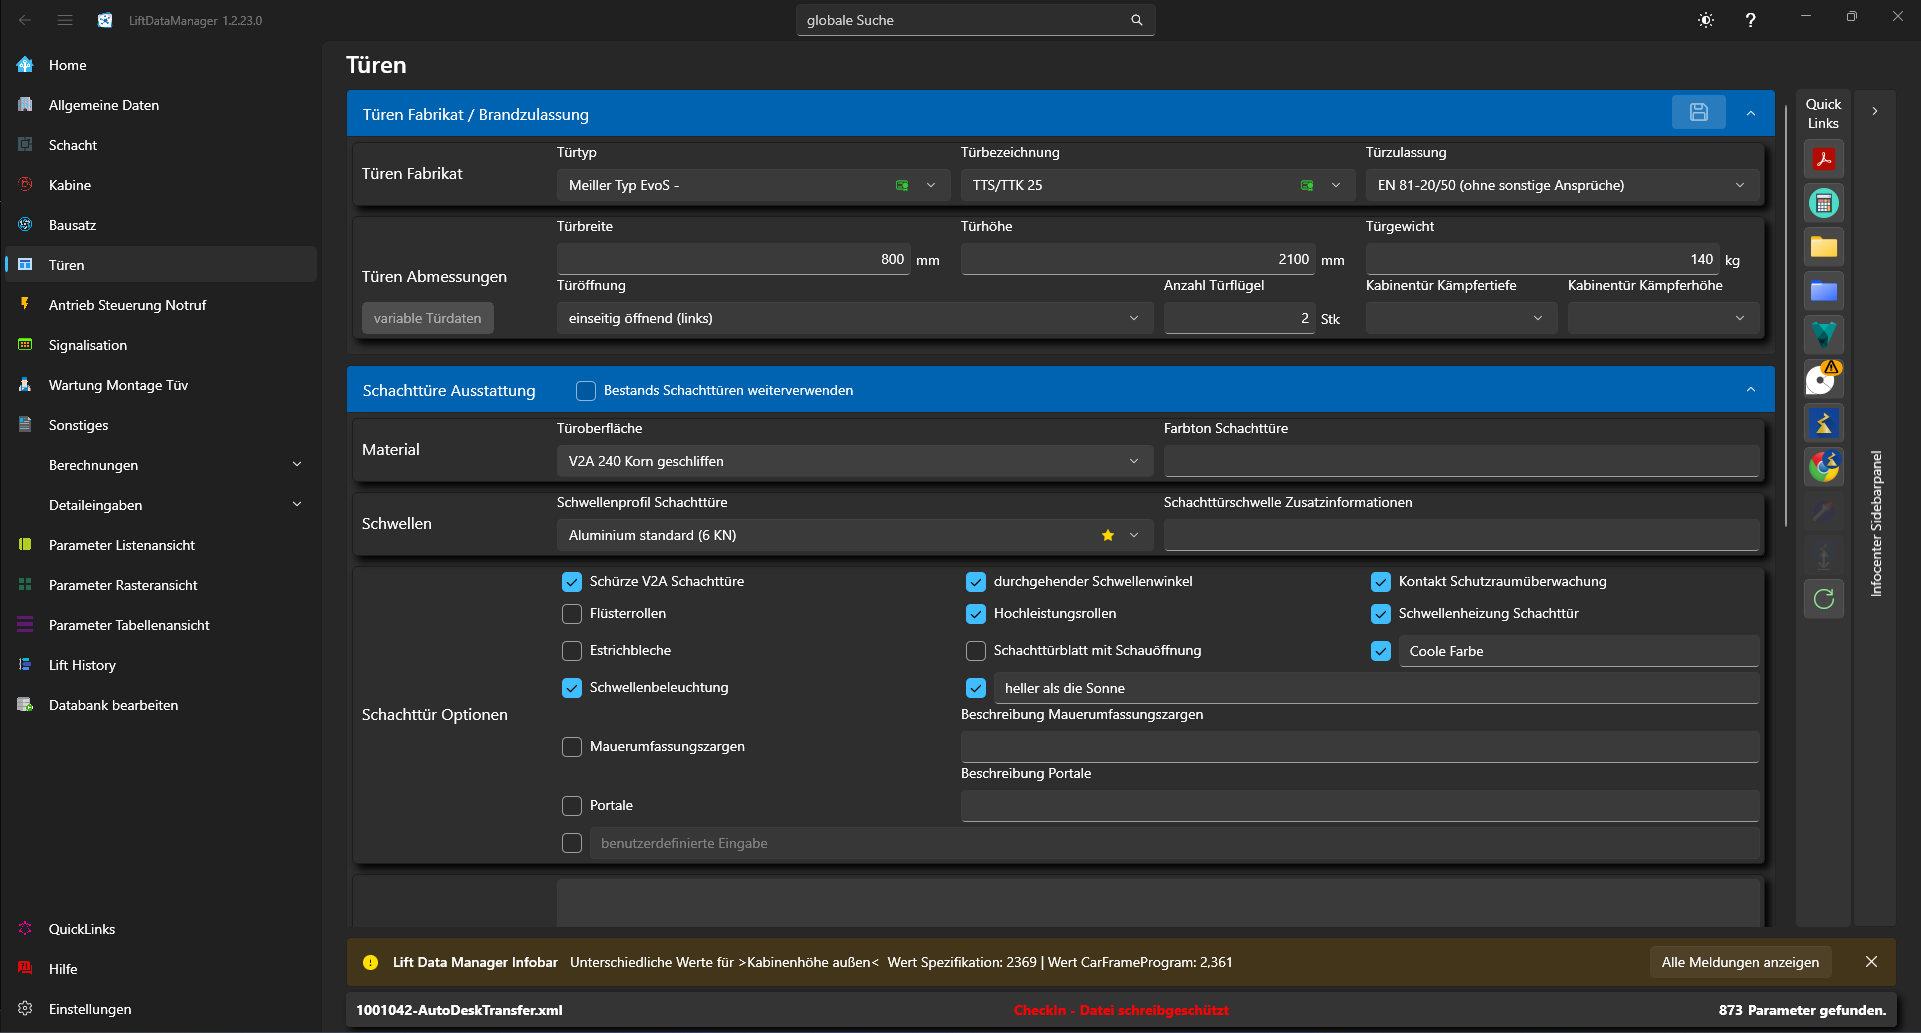 LiftDataManager 1.2.23.0
globale Suche
?
Home
Allgemeine Daten
Schacht
Kabine
Bausatz
Türen
Antrieb Steuerung Notruf
Signalisation
Wartung Montage Tüv
Sonstiges
Berechnungen
Detaileingaben
Parameter Listenansicht
Parameter Rasteransicht
Parameter Tabellenansicht
Lift History
Databank bearbeiten
QuickLinks
Hilfe
Einstellungen
Türen
Türen Fabrikat / Brandzulassung
Türen Fabrikat
Türtyp
Meiller Typ EvoS -
Türbezeichnung
TTS/TTK 25
Türzulassung
EN 81-20/50 (ohne sonstige Ansprüche)
Türen Abmessungen
variable Türdaten
Türbreite
800 mm
Türhöhe
2100 mm
Türgewicht
140 kg
Türöffnung
einseitig öffnend (links)
Anzahl Türflügel
2 Stk
Kabinentür Kämpfertiefe
Kabinentür Kämpferhöhe
Schachttüre Ausstattung
Bestands Schachttüren weiterverwenden
Material
Türoberfläche
V2A 240 Korn geschliffen
Farbton Schachttüre
Schwellen
Schwellenprofil Schachttüre
Aluminium standard (6 KN)
Schachttürschwelle Zusatzinformationen
Schachttür Optionen
Schürze V2A Schachttüre
durchgehender Schwellenwinkel
Kontakt Schutzraumüberwachung
Flüsterrollen
Hochleistungsrollen
Schwellenheizung Schachttür
Estrichbleche
Schachttürblatt mit Schauöffnung
Coole Farbe
Schwellenbeleuchtung
heller als die Sonne
Beschreibung Mauerumfassungszargen
Mauerumfassungszargen
Beschreibung Portale
Portale
benutzerdefinierte Eingabe
Quick
Links
Infocenter Sidebarpanel
Lift Data Manager Infobar Unterschiedliche Werte für >Kabinenhöhe außen< Wert Spezifikation: 2369 | Wert CarFrameProgram: 2,361
Alle Meldungen anzeigen
1001042-AutoDeskTransfer.xml
CheckIn - Datei schreibgeschützt
873 Parameter gefunden.